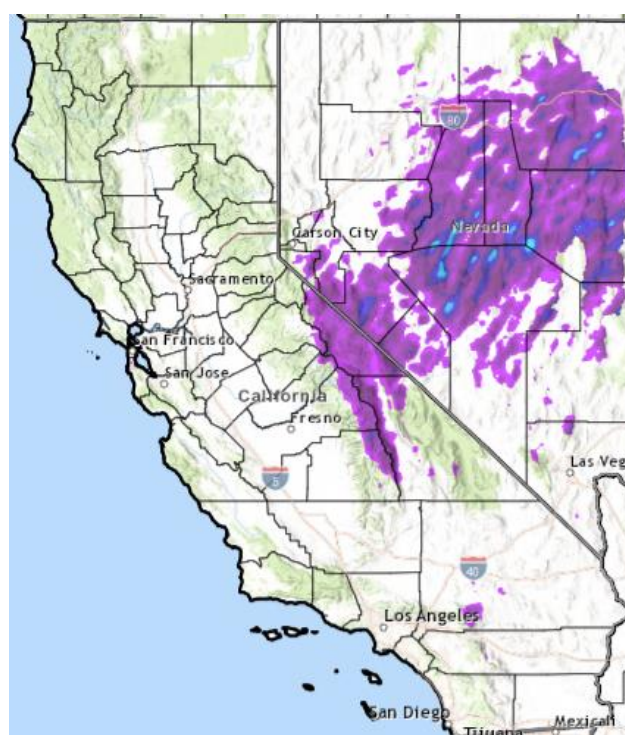 80
Nevada
Carson City
Sacramento
San Francisco
San Jose
California
Fresno
Las Veg
5
40
Los Angeles
San Diego
Tijuana
Mexicali